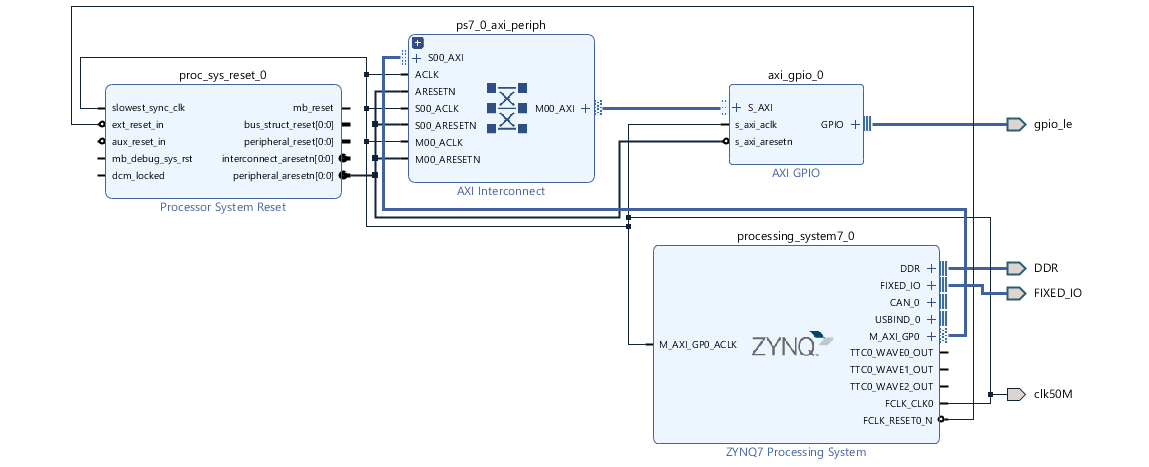 ps7_0_axi_periph
S00_AXI
ACLK
ARESETN
S00_ACLK
S00_ARESETN
M00_ACLK
M00_ARESETN
M00_AXI
AXI Interconnect
proc_sys_reset_0
slowest_sync_clk
ext_reset_in
aux_reset_in
mb_debug_sys_rst
dcm_locked
mb_reset
bus_struct_reset[0:0]
peripheral_reset[0:0]
interconnect_aresetn[0:0]
peripheral_aresetn[0:0]
Processor System Reset
axi_gpio_0
S_AXI
s_axi_aclk
s_axi_aresetn
GPIO
AXI GPIO
gpio_le
processing_system7_0
M_AXI_GP0_ACLK
ZYNQ
DDR
FIXED_IO
CAN_0
USBIND_0
M_AXI_GP0
TTC0_WAVE0_OUT
TTC0_WAVE1_OUT
TTC0_WAVE2_OUT
FCLK_CLK0
FCLK_RESET0_N
ZYNQ7 Processing System
DDR
FIXED_IO
clk50M